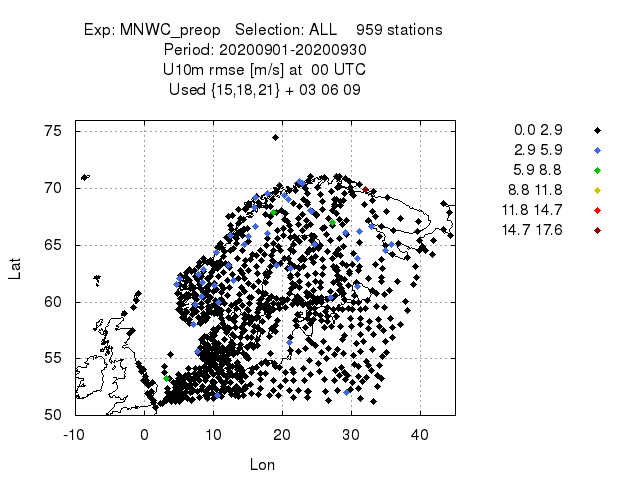 Exp: MNWC_preop   Selection: ALL    959 stations
Period: 20200901-20200930
U10m rmse [m/s] at  00 UTC
Used {15,18,21} + 03 06 09
0.0 2.9
2.9 5.9
5.9 8.8
8.8 11.8
11.8 14.7
14.7 17.6
75
70
65
60
55
50
Lat
-10 0 10 20 30 40
Lon